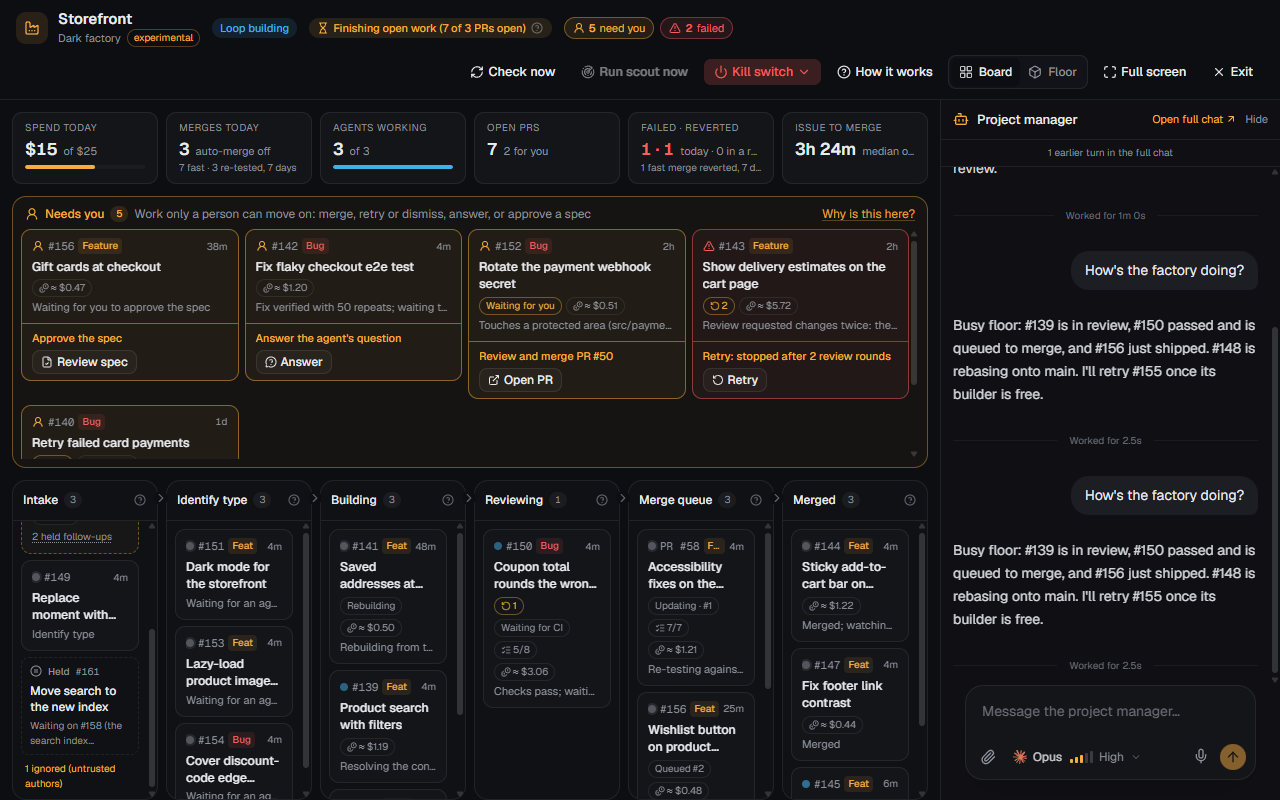 Storefront
Dark factory experimental
Loop building
Finishing open work (7 of 3 PRs open)
5 need you
2 failed
Check now
Run scout now
Kill switch
How it works
Board
Floor
Full screen
Exit
SPEND TODAY
$15 of $25
MERGES TODAY
3 auto-merge off
7 fast · 3 re-tested, 7 days
AGENTS WORKING
3 of 3
OPEN PRS
7 2 for you
FAILED · REVERTED
1 · 1 today · 0 in a r...
1 fast merge reverted, 7 d...
ISSUE TO MERGE
3h 24m median o...
Needs you 5 Work only a person can move on: merge, retry or dismiss, answer, or approve a spec
Why is this here?
#156 Feature 38m
Gift cards at checkout
≈ $0.47
Waiting for you to approve the spec
Approve the spec
Review spec
#142 Bug 4m
Fix flaky checkout e2e test
≈ $1.20
Fix verified with 50 repeats; waiting t...
Answer the agent's question
Answer
#152 Bug 2h
Rotate the payment webhook
secret
Waiting for you ≈ $0.51
Touches a protected area (src/payme...
Review and merge PR #50
Open PR
#143 Feature 2h
Show delivery estimates on the
cart page
2 ≈ $5.72
Review requested changes twice: the...
Retry: stopped after 2 review rounds
Retry
#140 Bug 1d
Retry failed card payments
Intake 3
2 held follow-ups
#149 4m
Replace
moment with...
Identify type
Held #161
Move search to
the new index
Waiting on #158 (the
search index...
1 ignored (untrusted
authors)
Identify type 3
#151 Feat 4m
Dark mode for
the storefront
Waiting for an ag...
#153 Feat 4m
Lazy-load
product image...
Waiting for an ag...
#154 Bug 4m
Cover discount-
code edge...
Waiting for an ag...
Building 3
#141 Feat 48m
Saved
addresses at...
Rebuilding
≈ $0.50
Rebuilding from t...
#139 Feat 4m
Product search
with filters
≈ $1.19
Resolving the con...
Reviewing 1
#150 Bug 4m
Coupon total
rounds the wron...
1
Waiting for CI
5/8
≈ $3.06
Checks pass; waiti...
Merge queue 3
PR #58 F... 4m
Accessibility
fixes on the...
Updating · #1
7/7
≈ $1.21
Re-testing agains...
#156 Feat 25m
Wishlist button
on product...
Queued #2
≈ $0.48
Merged 3
#144 Feat 4m
Sticky add-to-
cart bar on...
≈ $1.22
Merged; watchin...
#147 Feat 4m
Fix footer link
contrast
≈ $0.44
Merged
#145 Feat 6m
Project manager
Open full chat
Hide
1 earlier turn in the full chat
review.
Worked for 1m 0s
How's the factory doing?
Busy floor: #139 is in review, #150 passed and is
queued to merge, and #156 just shipped. #148 is
rebasing onto main. I'll retry #155 once its
builder is free.
Worked for 2.5s
How's the factory doing?
Busy floor: #139 is in review, #150 passed and is
queued to merge, and #156 just shipped. #148 is
rebasing onto main. I'll retry #155 once its
builder is free.
Worked for 2.5s
Message the project manager...
Opus High